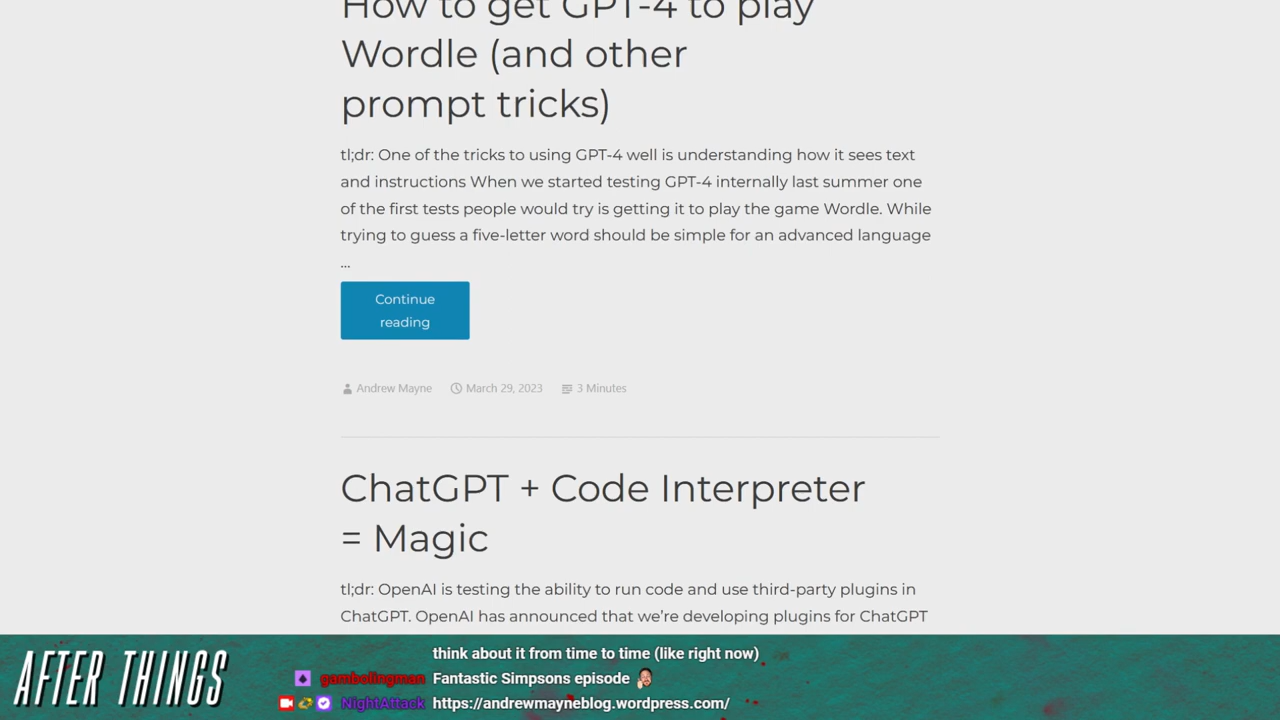 How to get GPT-4 to play
Wordle (and other
prompt tricks)
tl;dr: One of the tricks to using GPT-4 well is understanding how it sees text
and instructions When we started testing GPT-4 internally last summer one
of the first tests people would try is getting it to play the game Wordle. While
trying to guess a five-letter word should be simple for an advanced language
...
Continue
reading
Andrew Mayne March 29, 2023 3 Minutes
ChatGPT + Code Interpreter
= Magic
tl;dr: OpenAI is testing the ability to run code and use third-party plugins in
ChatGPT. OpenAI has announced that we’re developing plugins for ChatGPT
AFTER THINGS
think about it from time to time (like right now)
gambolingman Fantastic Simpsons episode
NightAttack https://andrewmayneblog.wordpress.com/